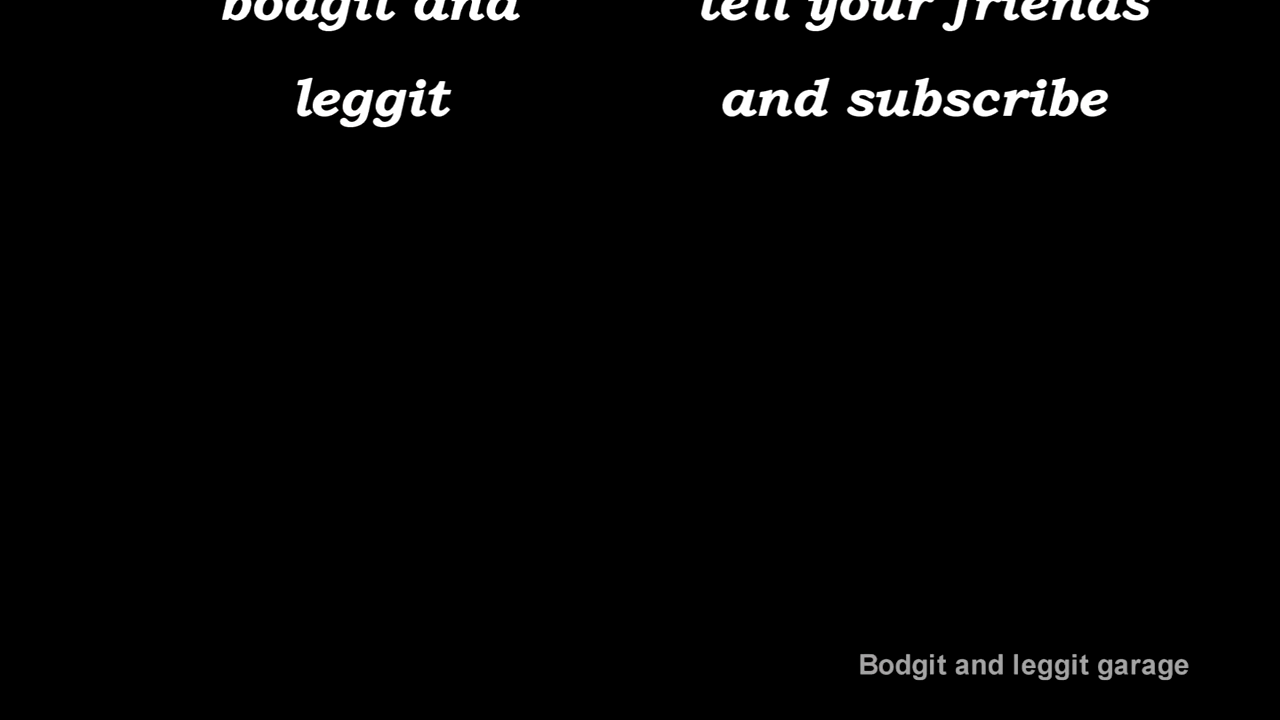 bodgit and
leggit
tell your friends
and subscribe
Bodgit and leggit garage